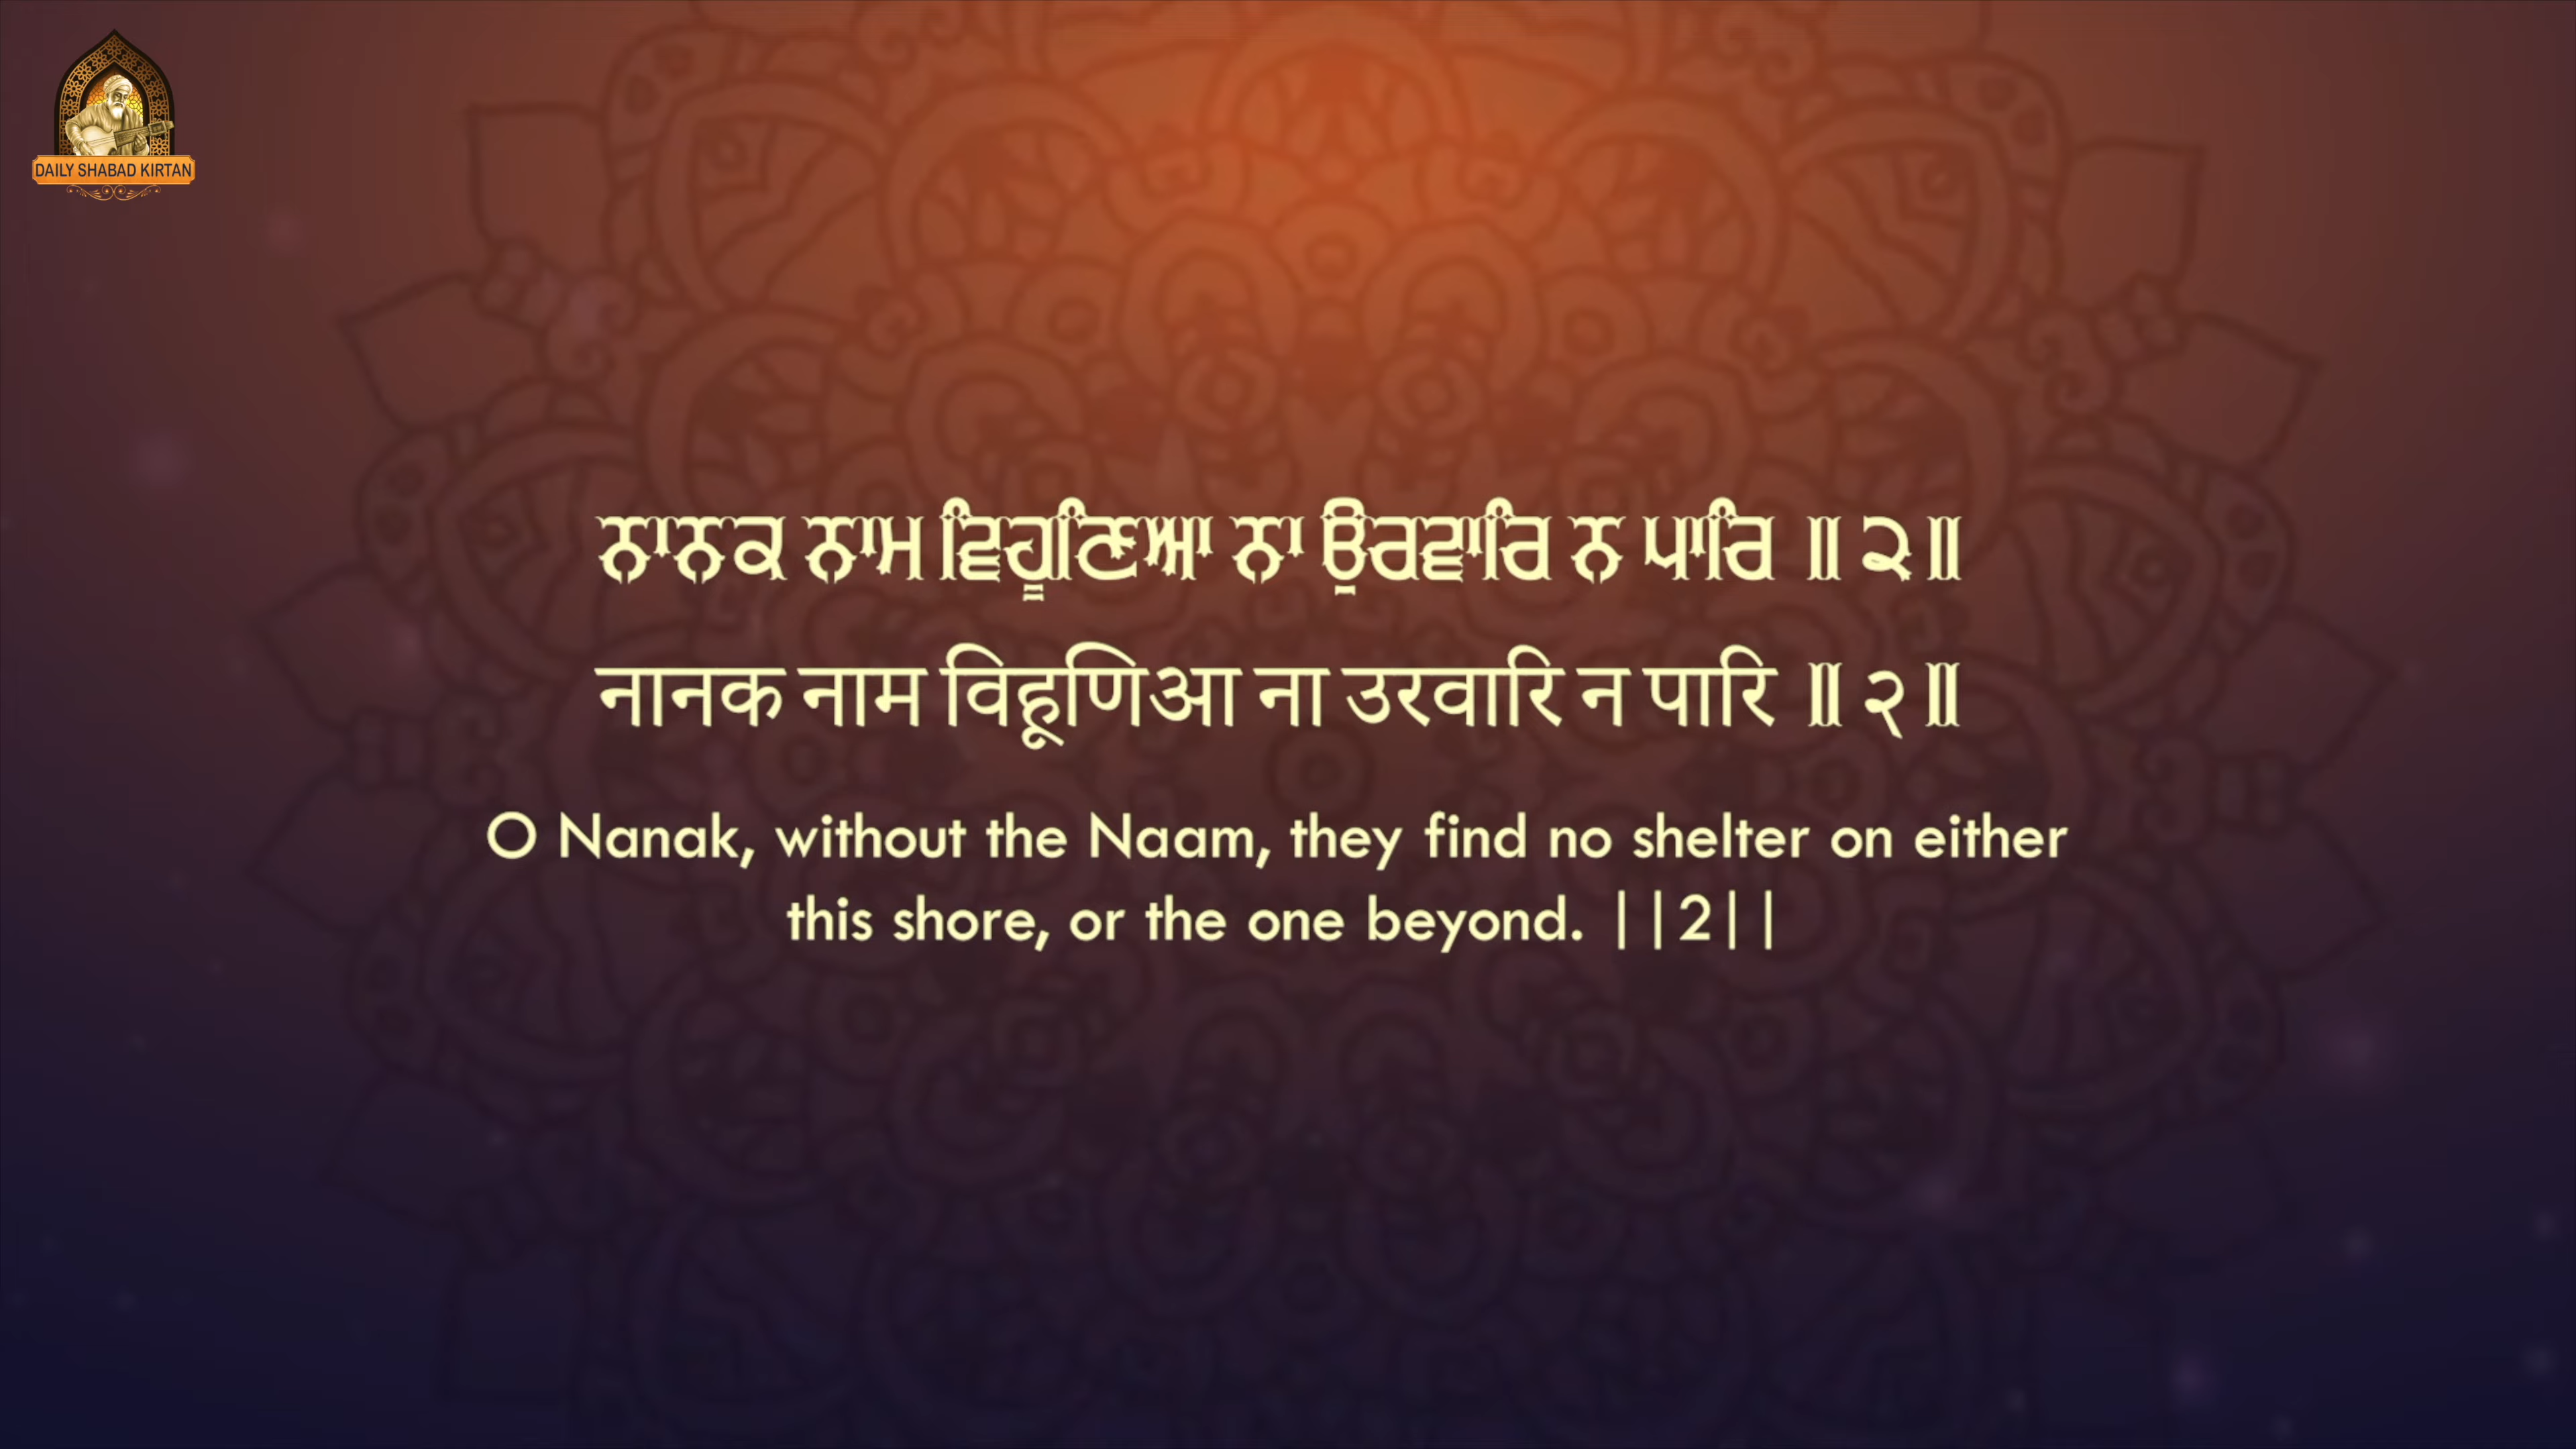 DAILY SHABAD KIRTAN
ਨਾਨਕ ਨਾਮ ਵਿਹੂਣਿਆ ਨਾ ਉਰਵਾਰਿ ਨ ਪਾਰਿ ॥੨॥
नानक नाम विहूणिआ ना उरवारि न पारि ॥२॥
O Nanak, without the Naam, they find no shelter on either
this shore, or the one beyond. ||2||